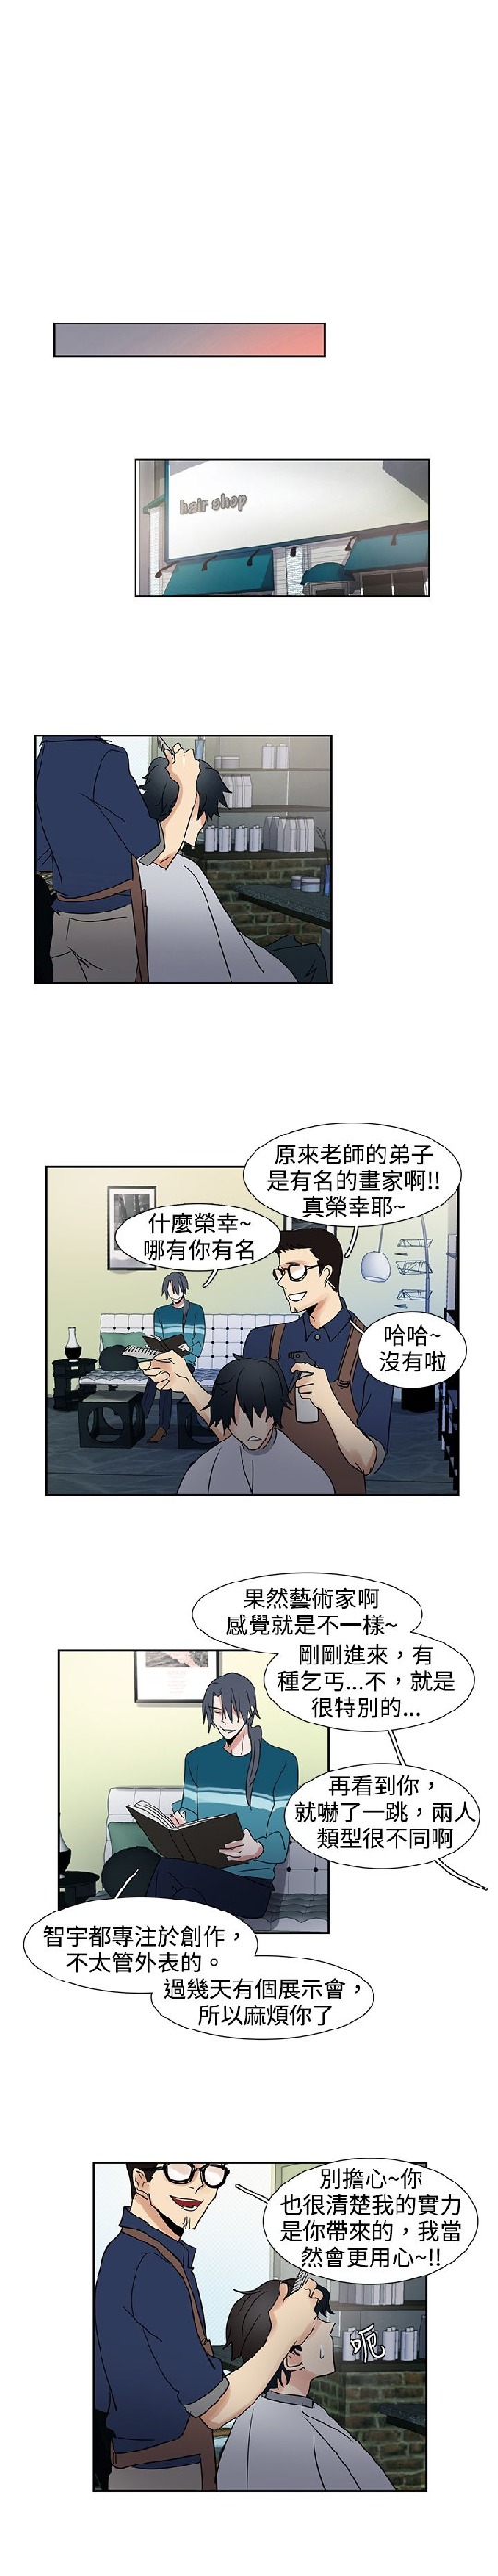 hair shop
原來老師的弟子
是有名的畫家啊!!
真榮幸耶~
什麼榮幸~
哪有你有名
哈哈~
沒有啦
果然藝術家啊
感覺就是不一樣~
剛剛進來，有
種乞丐...不，就是
很特別的...
再看到你，
就嚇了一跳，兩人
類型很不同啊
智宇都專注於創作，
不太管外表的。
過幾天有個展示會，
所以麻煩你了
別擔心~你
也很清楚我的實力
是你帶來的，我當
然會更用心~!!
呃